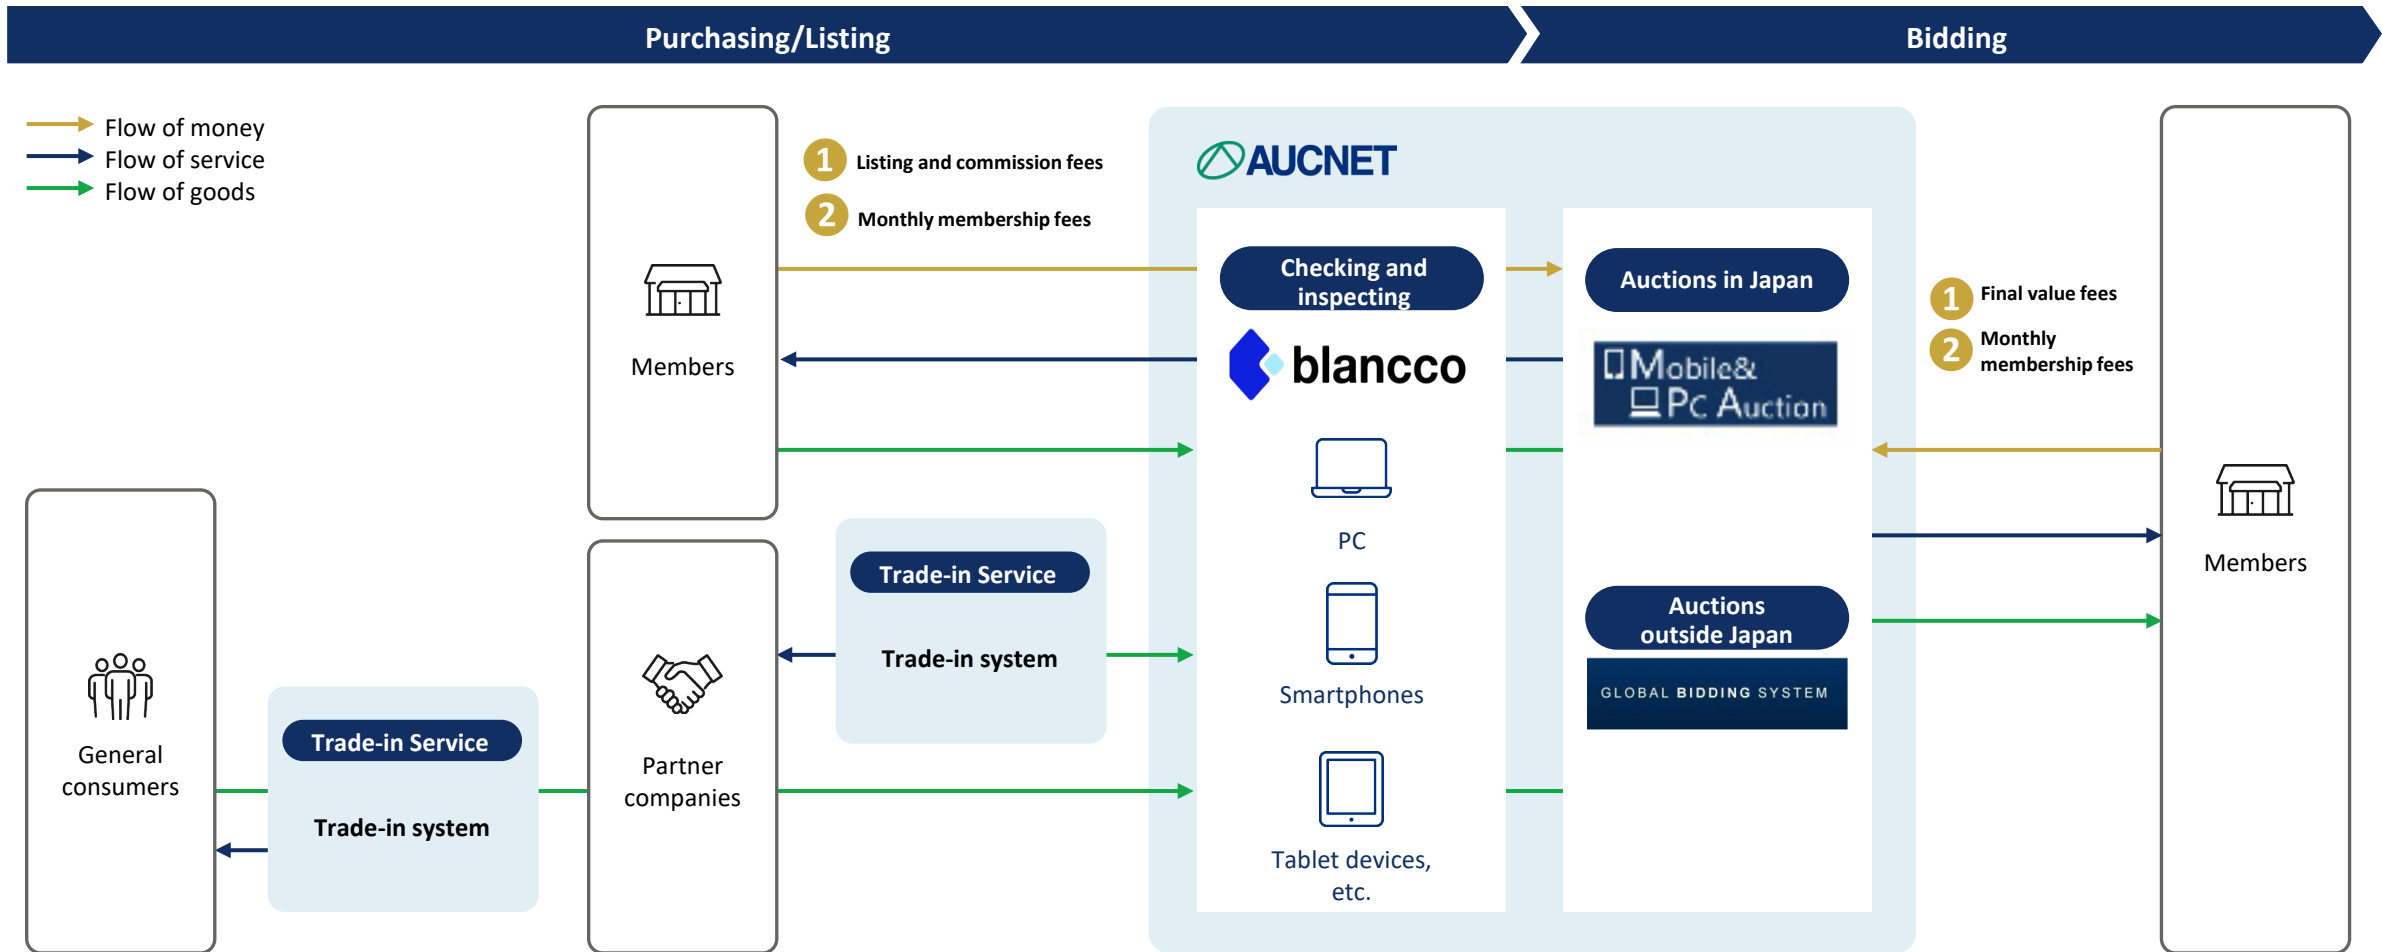 Purchasing/Listing
Bidding
Flow of money
Flow of service
Flow of goods
Members
1 Listing and commission fees
2 Monthly membership fees
AUCNET
Checking and
inspecting
blancco
PC
Smartphones
Tablet devices,
etc.
Auctions in Japan
Mobile&
PC Auction
Auctions
outside Japan
GLOBAL BIDDING SYSTEM
1 Final value fees
2 Monthly
membership fees
Members
General
consumers
Trade-in Service
Trade-in system
Partner
companies
Trade-in Service
Trade-in system